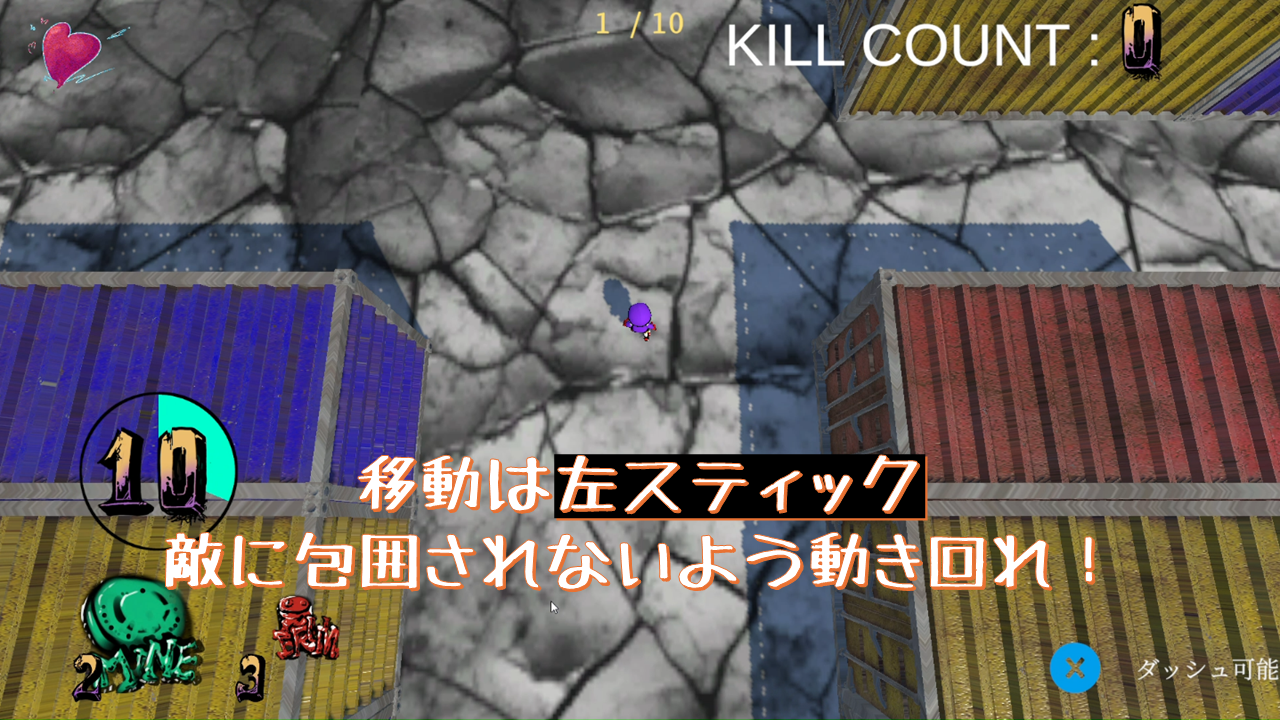 1 / 10
KILL COUNT : 0
10
移動は左スティック
敵に包囲されないよう動き回れ！
2 MINE
3
ダッシュ可能